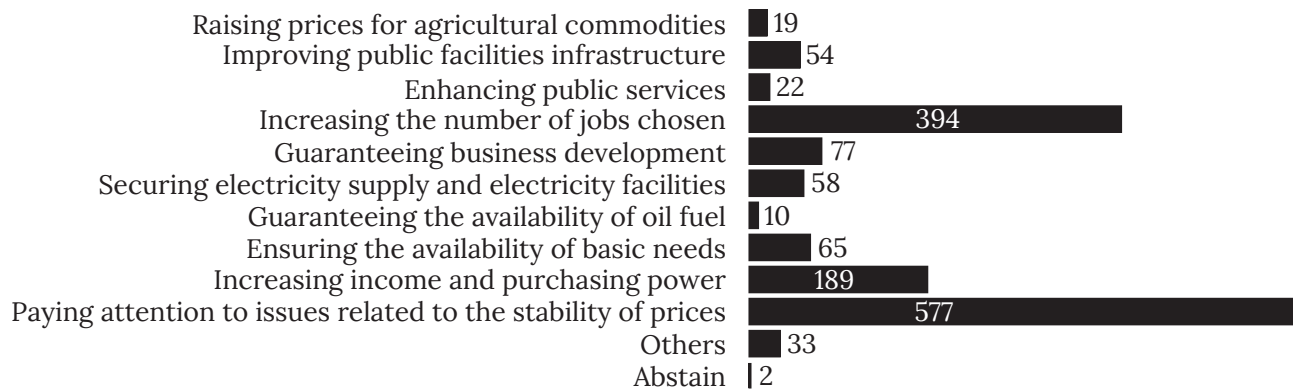 Raising prices for agricultural commodities 19
Improving public facilities infrastructure 54
Enhancing public services 22
Increasing the number of jobs chosen 394
Guaranteeing business development 77
Securing electricity supply and electricity facilities 58
Guaranteeing the availability of oil fuel 10
Ensuring the availability of basic needs 65
Increasing income and purchasing power 189
Paying attention to issues related to the stability of prices 577
Others 33
Abstain 2